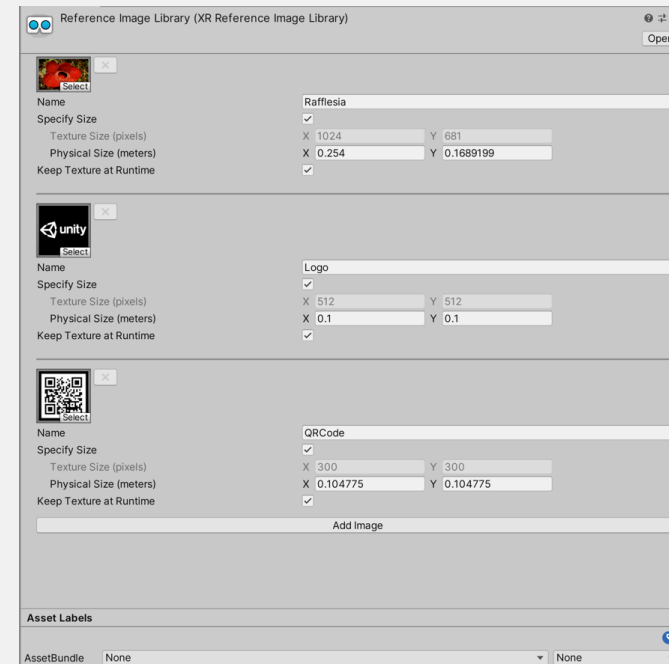 Reference Image Library (XR Reference Image Library)
Open
Select
Name Rafflesia
Specify Size
Texture Size (pixels) X 1024 Y 681
Physical Size (meters) X 0.254 Y 0.1689199
Keep Texture at Runtime
unity
Select
Name Logo
Specify Size
Texture Size (pixels) X 512 Y 512
Physical Size (meters) X 0.1 Y 0.1
Keep Texture at Runtime
Select
Name QRCode
Specify Size
Texture Size (pixels) X 300 Y 300
Physical Size (meters) X 0.104775 Y 0.104775
Keep Texture at Runtime
Add Image
Asset Labels
AssetBundle None None